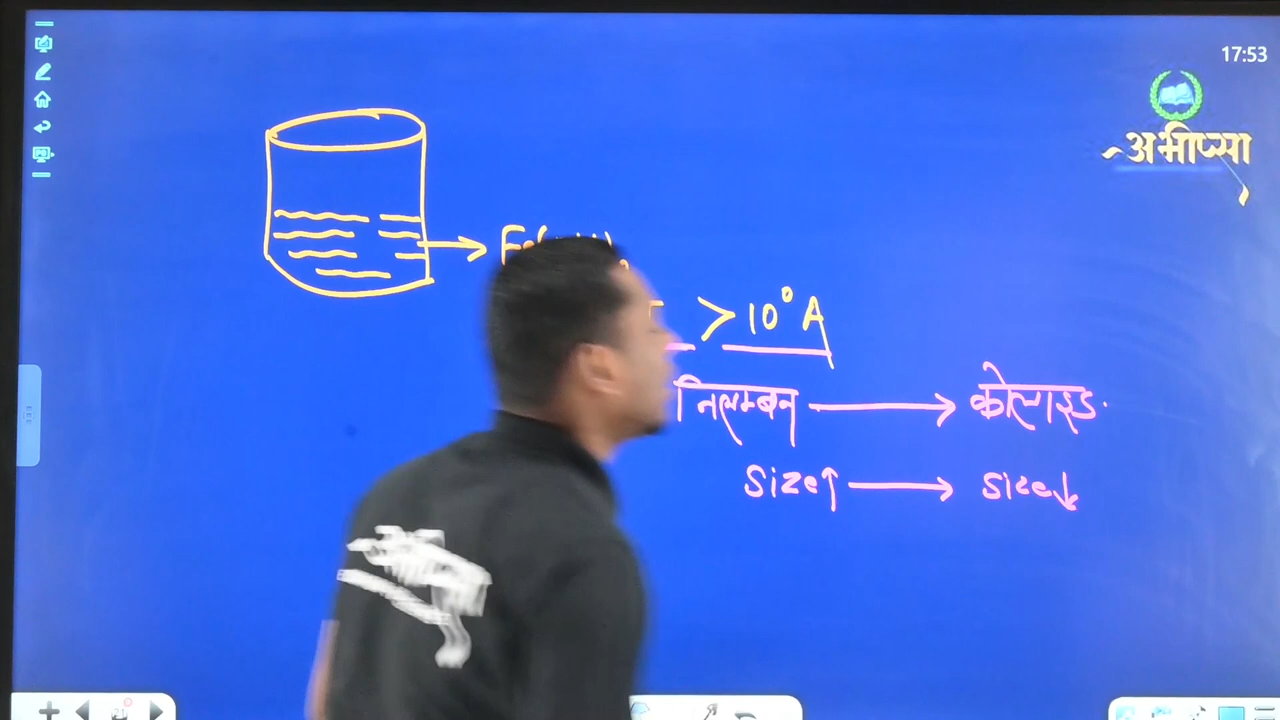 17:53
अभीप्सा
> 10° A
निलम्बन → कोलाइड
Size↑ → Size↓